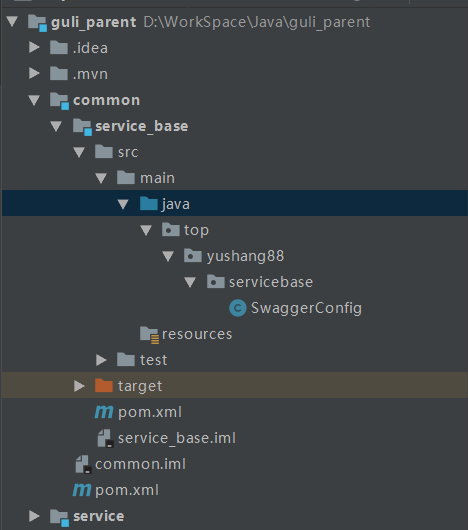 guli_parent D:\WorkSpace\Java\guli_parent
.idea
.mvn
common
service_base
src
main
java
top
yushang88
servicebase
SwaggerConfig
resources
test
target
pom.xml
service_base.iml
common.iml
pom.xml
service